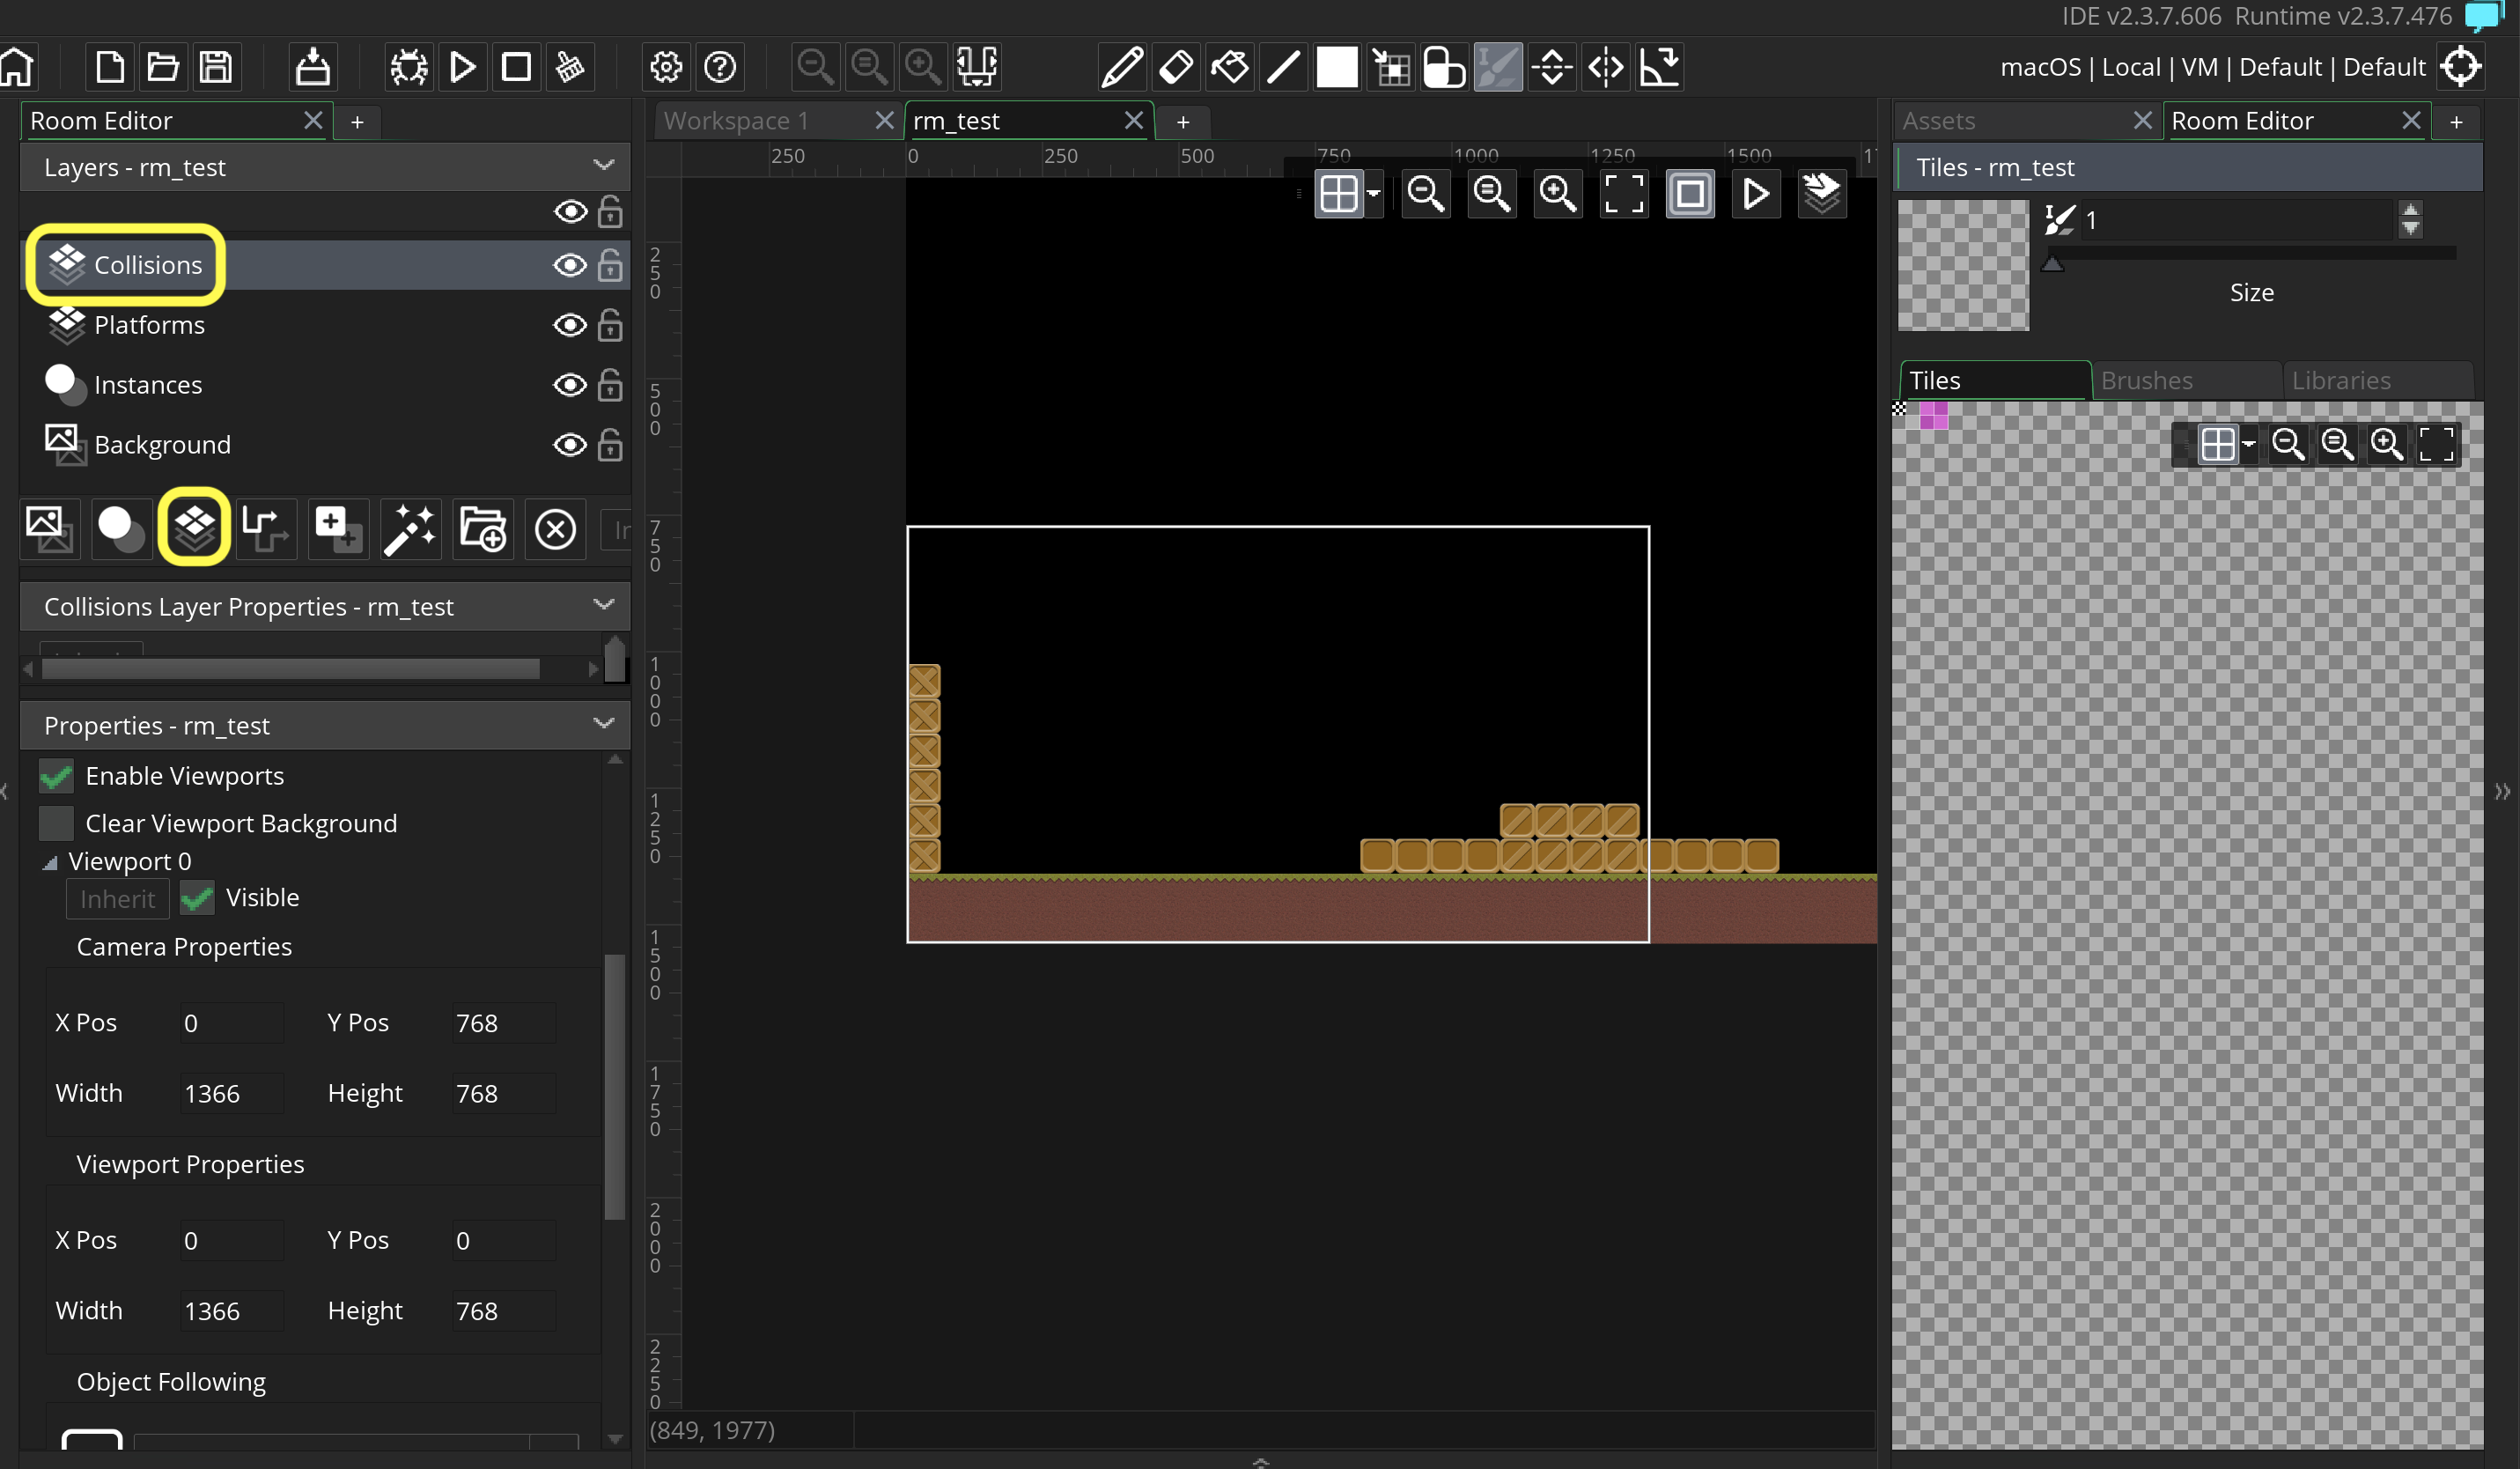 IDE v2.3.7.606 Runtime v2.3.7.476
macOS | Local | VM | Default | Default
Room Editor
Workspace 1
rm_test
Assets
Room Editor
Layers - rm_test
250 0 250 500 750 1000 1250 1500
Tiles - rm_test
1
Size
Collisions
Platforms
Instances
Background
Tiles
Brushes
Libraries
250
500
750
1000
1250
1500
1750
2000
2250
Collisions Layer Properties - rm_test
Properties - rm_test
Enable Viewports
Clear Viewport Background
Viewport 0
Inherit
Visible
Camera Properties
X Pos 0 Y Pos 768
Width 1366 Height 768
Viewport Properties
X Pos 0 Y Pos 0
Width 1366 Height 768
Object Following
(849, 1977)